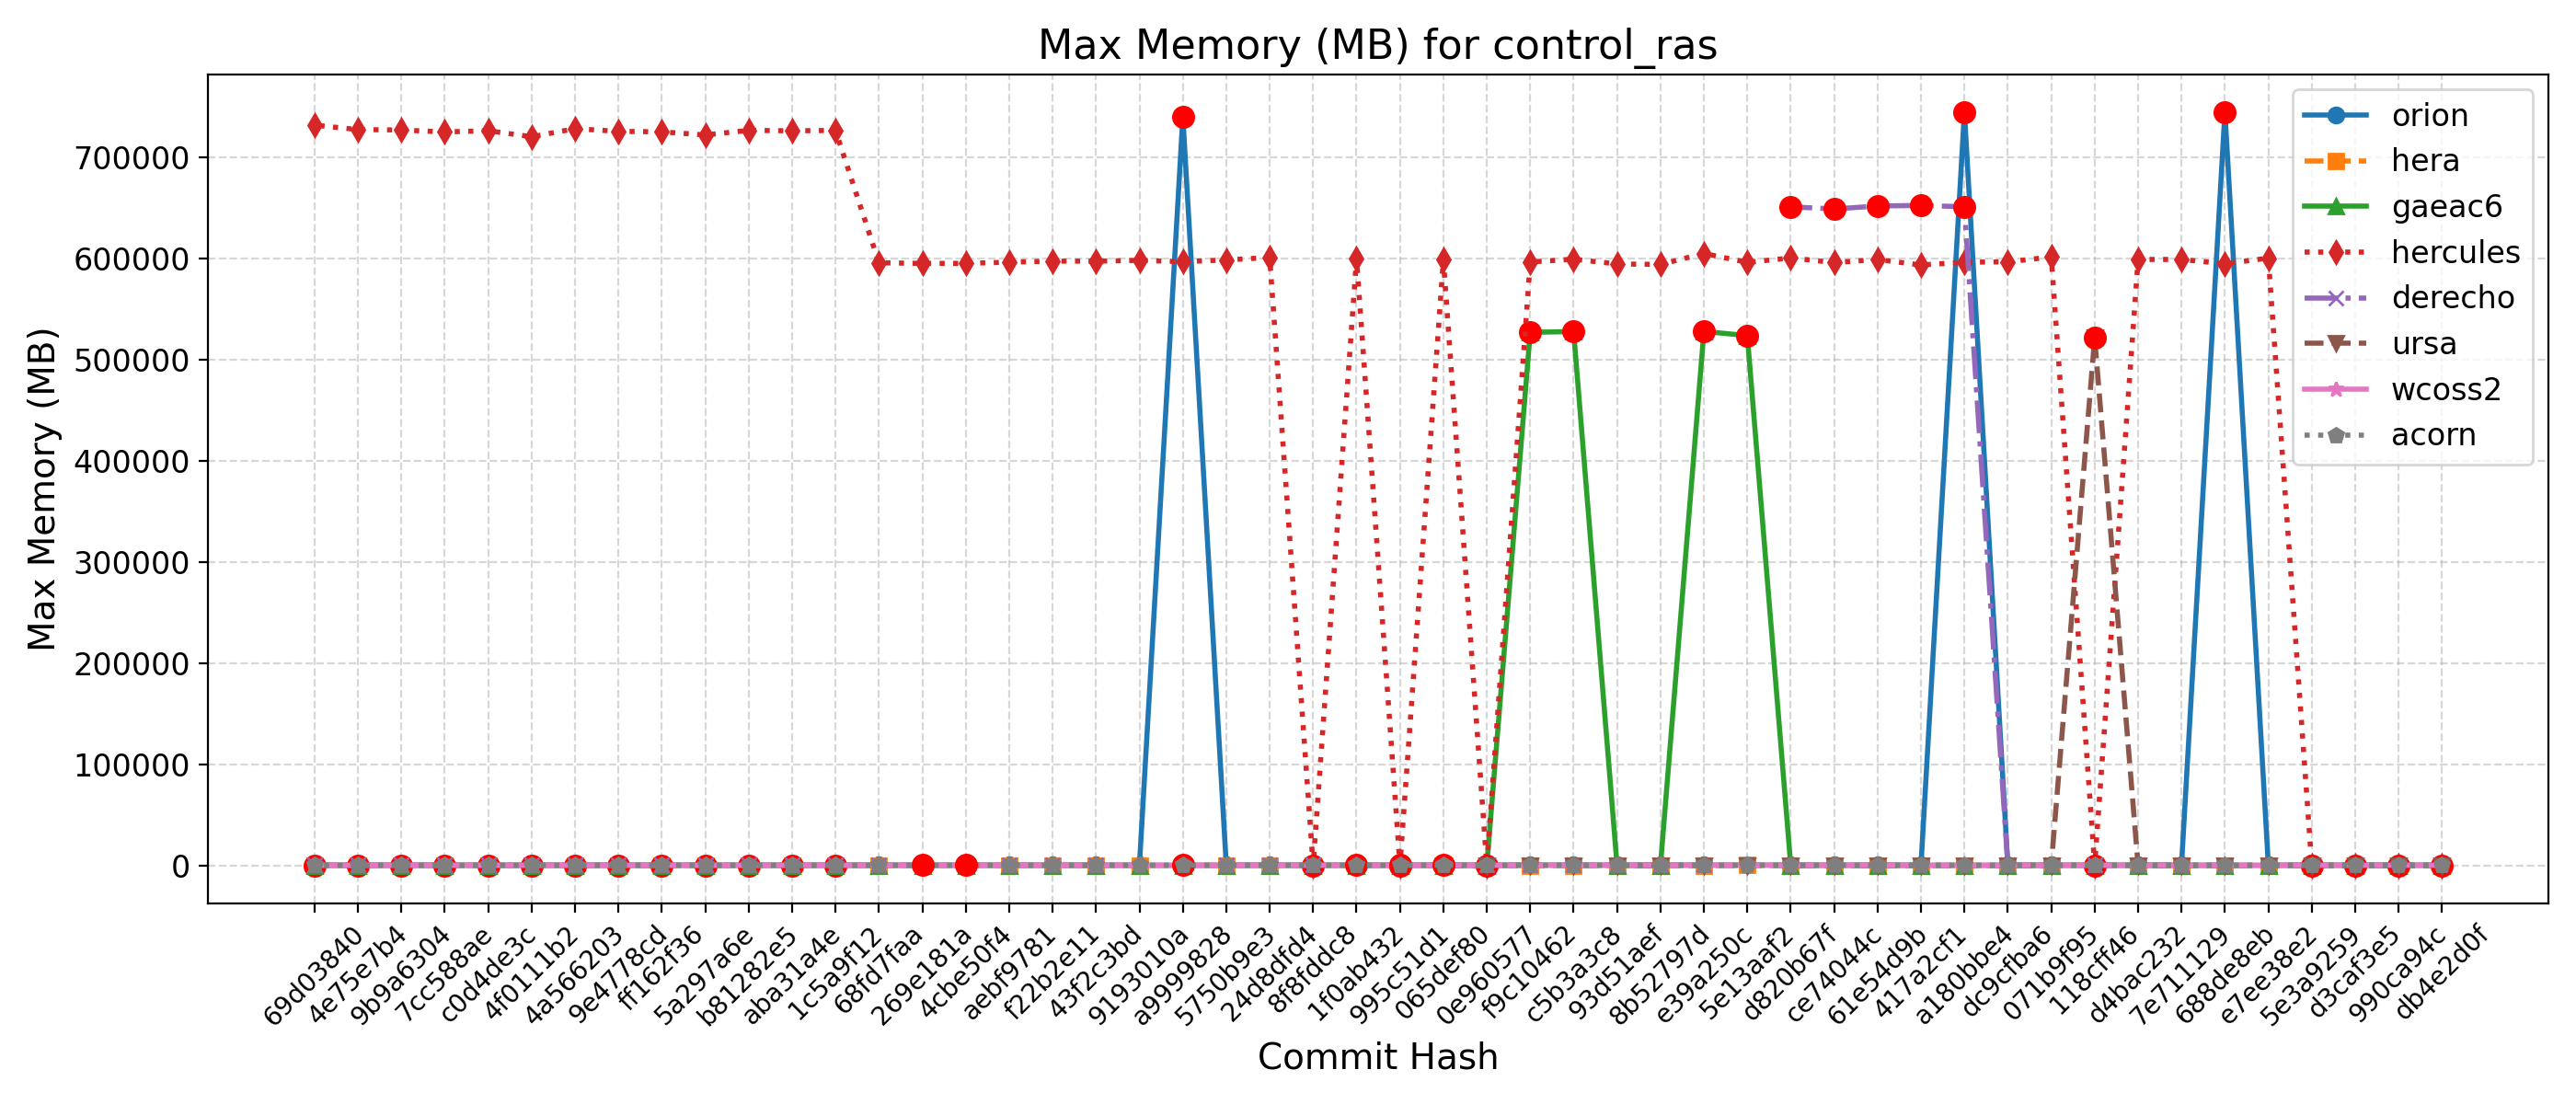 Max Memory (MB) for control_ras
Max Memory (MB)
700000
600000
500000
400000
300000
200000
100000
0
orion
hera
gaeac6
hercules
derecho
ursa
wcoss2
acorn
69d03840
4e75e7b4
9b9a6304
7cc588ae
c0d4de3c
4f0111b2
4a566203
9e4778cd
ff162f36
5a297a6e
b81282e5
aba31a4e
1c5a9f12
68fd7faa
269e181a
4cbe50f4
aebf9781
f22b2e11
43f2c3bd
9193010a
a9999828
5750b9e3
24d8dfd4
8f8fddc8
1f0ab432
995c51d1
065def80
0e960577
f9c10462
c5b3a3c8
93d51aef
8b52797d
e39a250c
5e13aaf2
d820b67f
ce74044c
61e54d9b
417a2cf1
a180bbe4
dc9cfba6
071b9f95
118cff46
d4bac232
7e711129
688de8eb
e7ee38e2
5e3a9259
d3caf3e5
990ca94c
db4e2d0f
Commit Hash